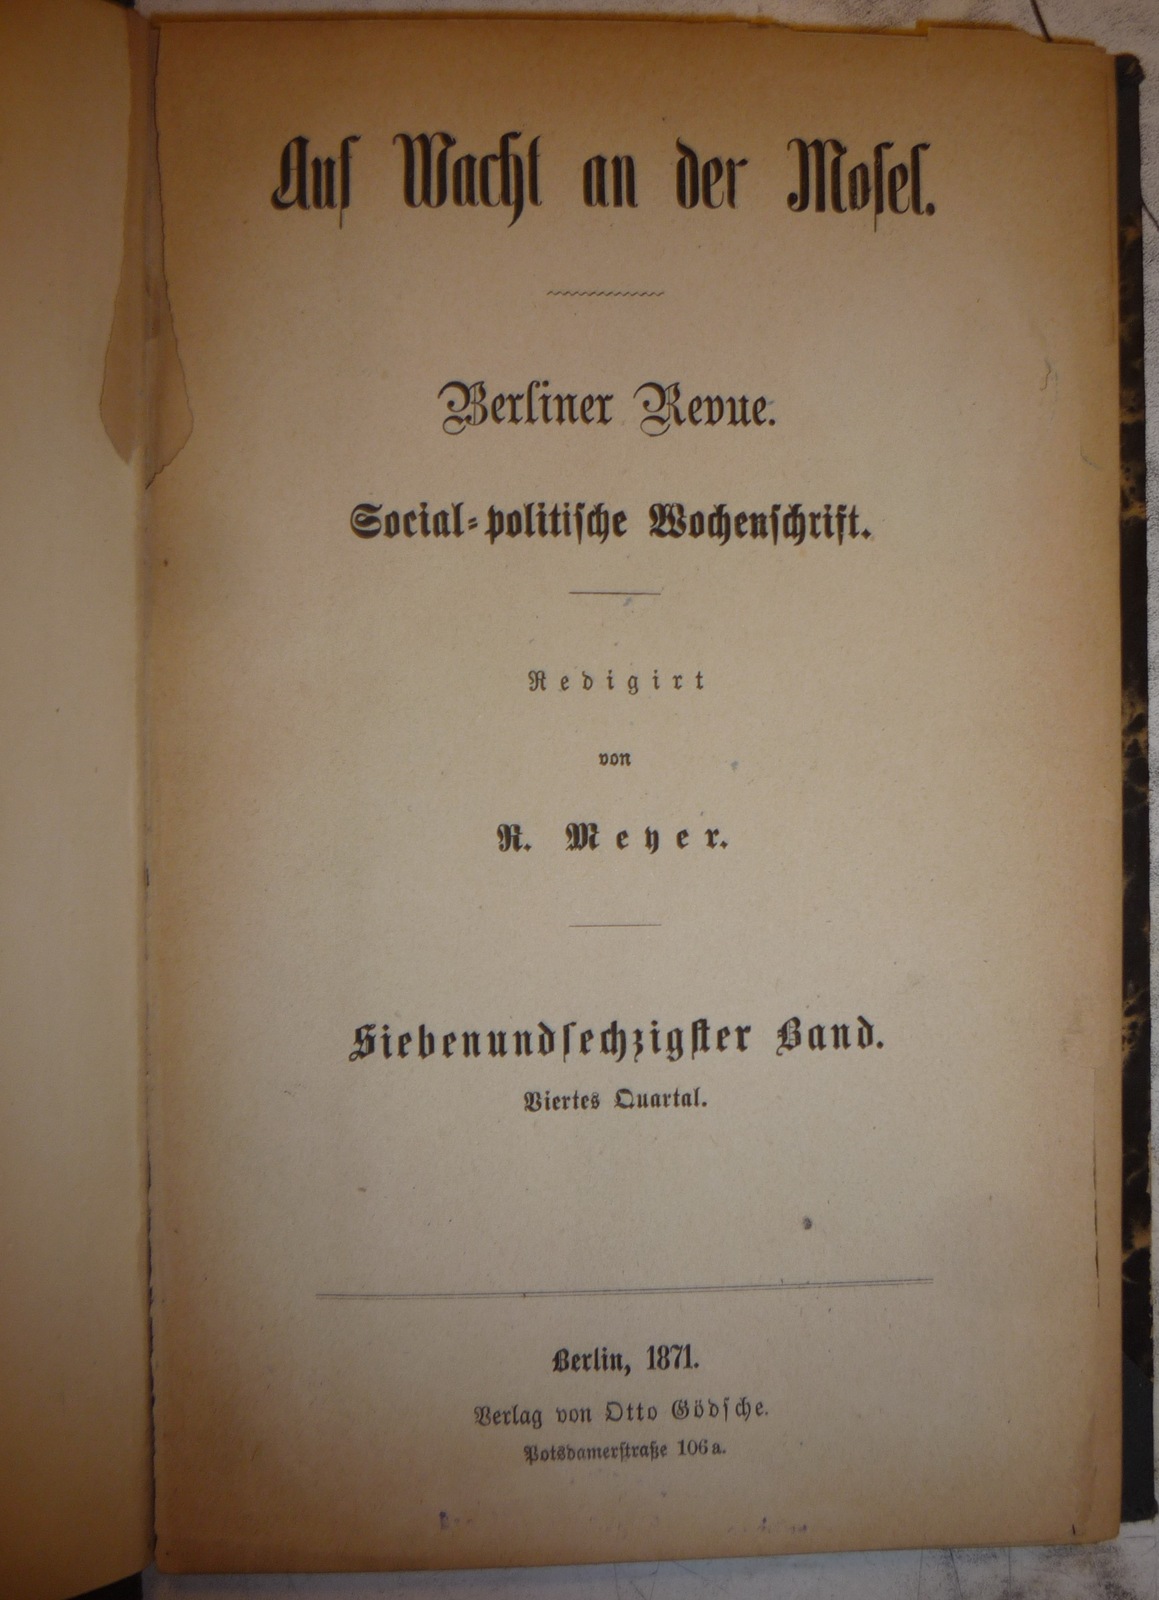 Auf Wacht an der Mosel.
Berliner Revue.
Social-politische Wochenschrift.
Redigirt
von
R. Meyer.
Siebenundsechzigster Band.
Viertes Quartal.
Berlin, 1871.
Verlag von Otto Gödsche.
Potsdamerstraße 106a.